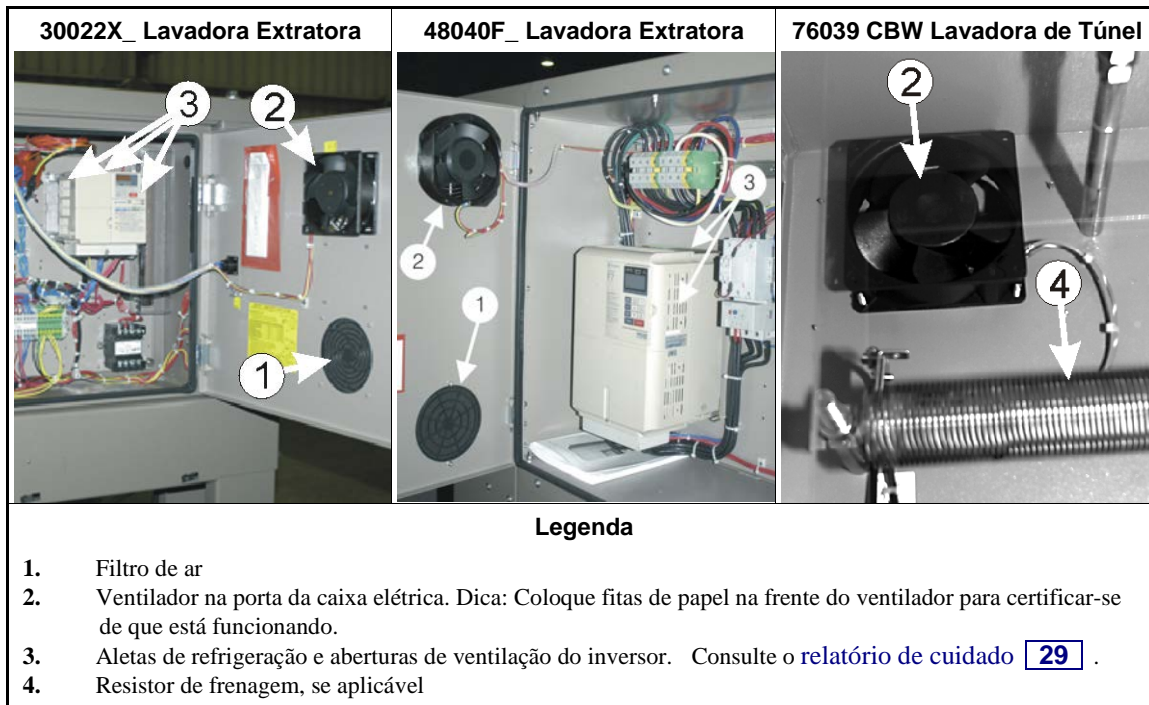 30022X_ Lavadora Extratora
48040F_ Lavadora Extratora
76039 CBW Lavadora de Túnel
3
2
1
2
1
3
2
4
Legenda
1. Filtro de ar
2. Ventilador na porta da caixa elétrica. Dica: Coloque fitas de papel na frente do ventilador para certificar-se
de que está funcionando.
3. Aletas de refrigeração e aberturas de ventilação do inversor. Consulte o relatório de cuidado 29 .
4. Resistor de frenagem, se aplicável